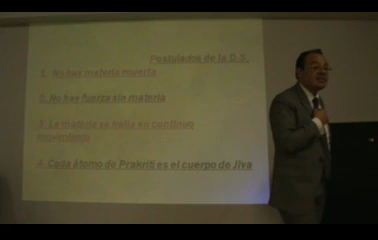 Postulados de la D.S.
1. No hay materia muerta
2. No hay fuerza sin materia
3. La materia se halla en continuo
movimiento
4. Cada átomo de Prakriti es el cuerpo de Jiva